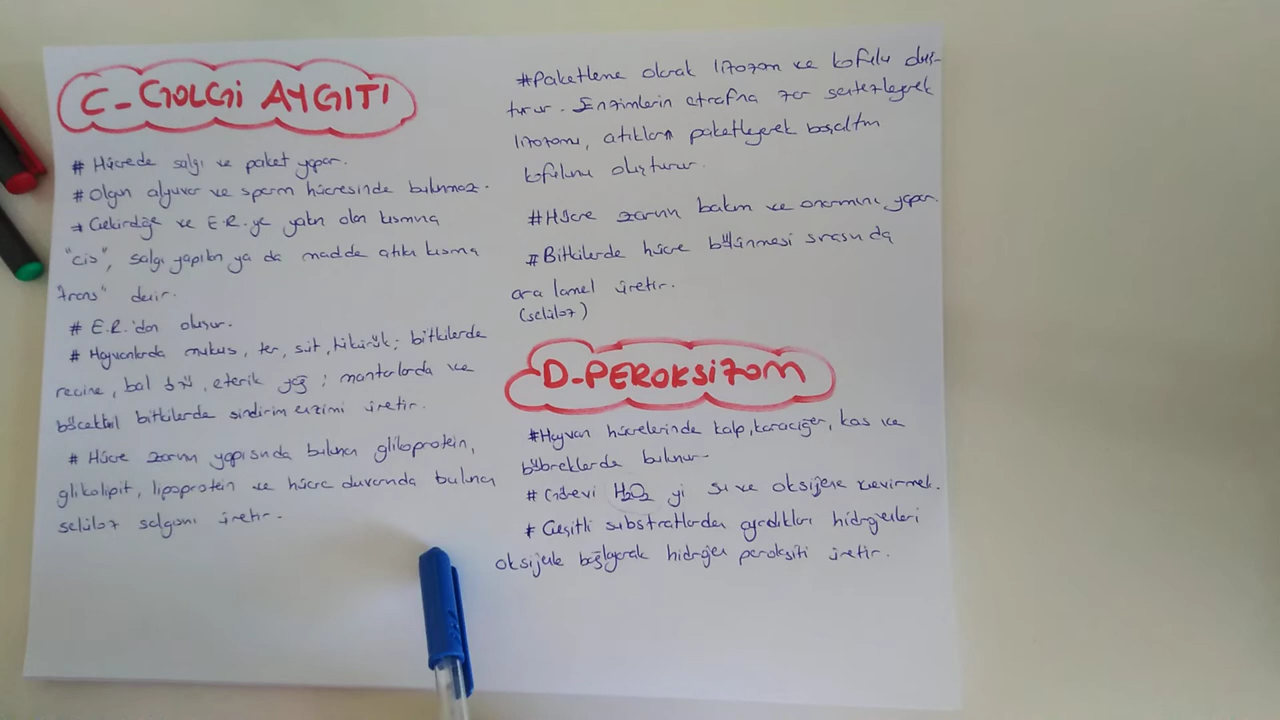 C-GOLGİ AYGITI
# Hücrede salgı ve paket yapar.
# Olgun alyuvar ve sperm hücresinde bulunmaz.
# Çekirdeğe ve E.R.ye yakın olan kısmına
"cis", salgı yapılan ya da madde atılan kısma
"trans" denir.
# E.R.'dan oluşur.
# Hayvanlarda mukus, ter, süt, tükürük; bitkilerde
reçine, bal özü, eterik yağ; mantarlarda ve
böcekçil bitkilerde sindirim enzimi üretir.
# Hücre zarının yapısında bulunan glikoprotein,
glikolipit, lipoprotein ve hücre duvarında bulunan
selüloz salgısını üretir.
# Paketleme olarak lizozom ve kofulu oluş-
turur. Enzimlerin etrafına zar sentezleyerek
lizozomu, atıkları paketleyerek boşaltım
kofulunu oluşturur.
# Hücre zarının bakım ve onarımını yapar.
# Bitkilerde hücre bölünmesi sırasında
ara lamel üretir.
(selüloz)
D-PEROKSİZOM
# Hayvan hücrelerinde kalp, karaciğer, kas ve
böbreklerde bulunur.
# Görevi H₂O₂ yi su ve oksijene çevirmek.
# Çeşitli substratlardan ayırdıkları hidrojenleri
oksijenle bağlayarak hidrojen peroksiti üretir.